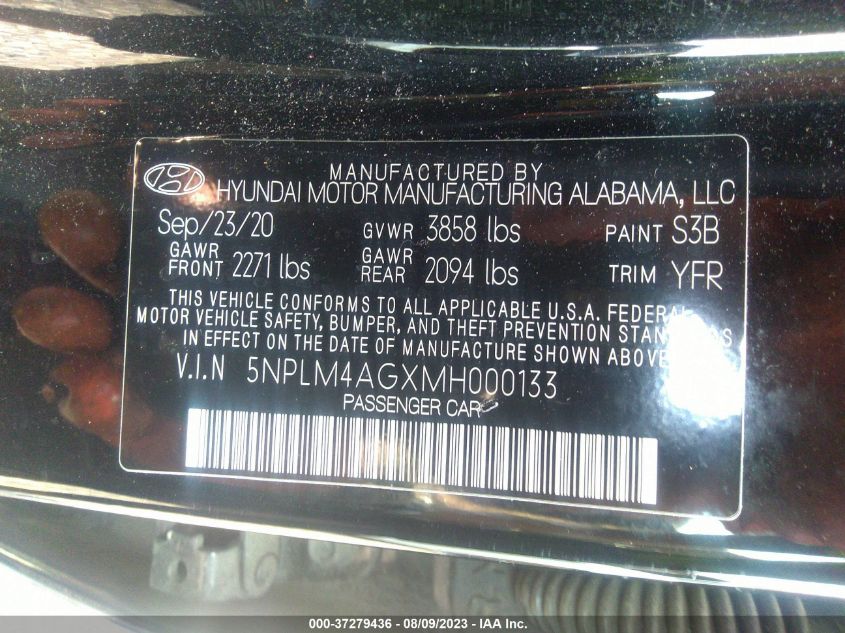 MANUFACTURED BY
HYUNDAI MOTOR MANUFACTURING ALABAMA, LLC
Sep/23/20 GVWR 3858 lbs PAINT S3B
GAWR FRONT 2271 lbs GAWR REAR 2094 lbs TRIM YFR
THIS VEHICLE CONFORMS TO ALL APPLICABLE U.S.A. FEDERAL
MOTOR VEHICLE SAFETY, BUMPER, AND THEFT PREVENTION STANDARDS
IN EFFECT ON THE DATE OF MANUFACTURE SHOWN ABOVE.
V.I.N 5NPLM4AGXMH000133
PASSENGER CAR
000-37279436 - 08/09/2023 - IAA Inc.